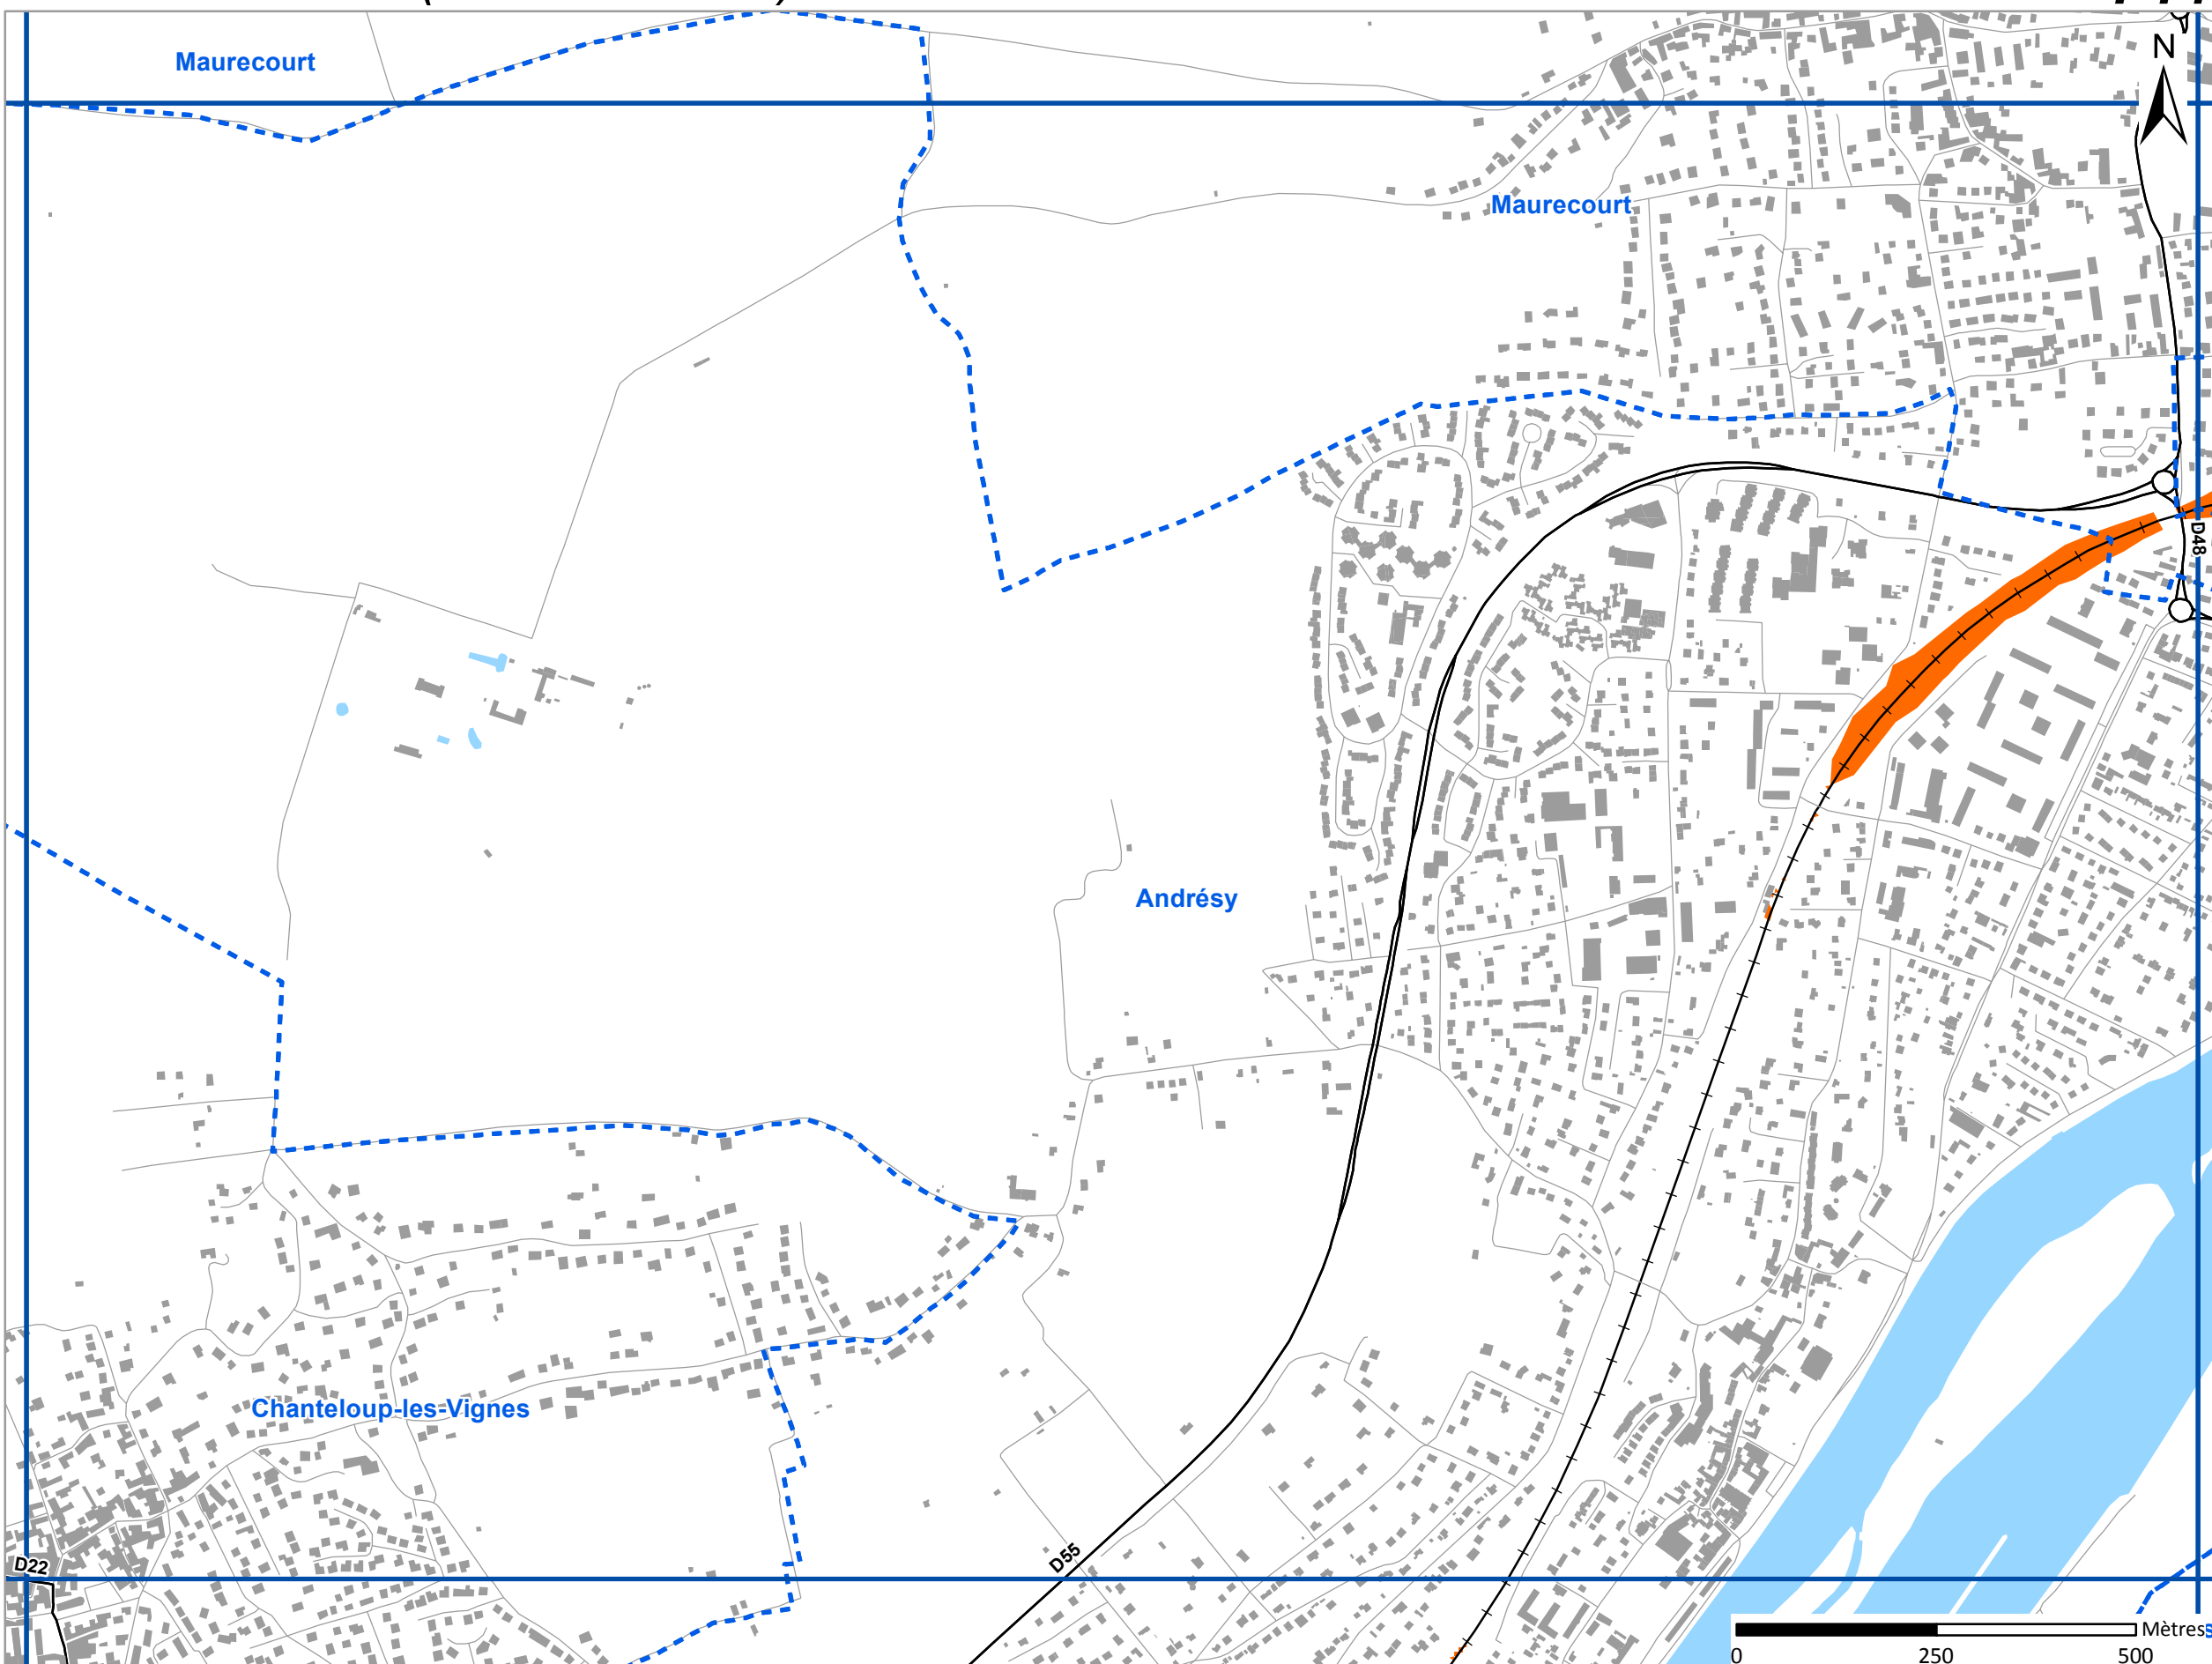 Maurecourt
N
Maurecourt
D48
Andrésy
Chanteloup-les-Vignes
D55
D22
Mètres
0 250 500